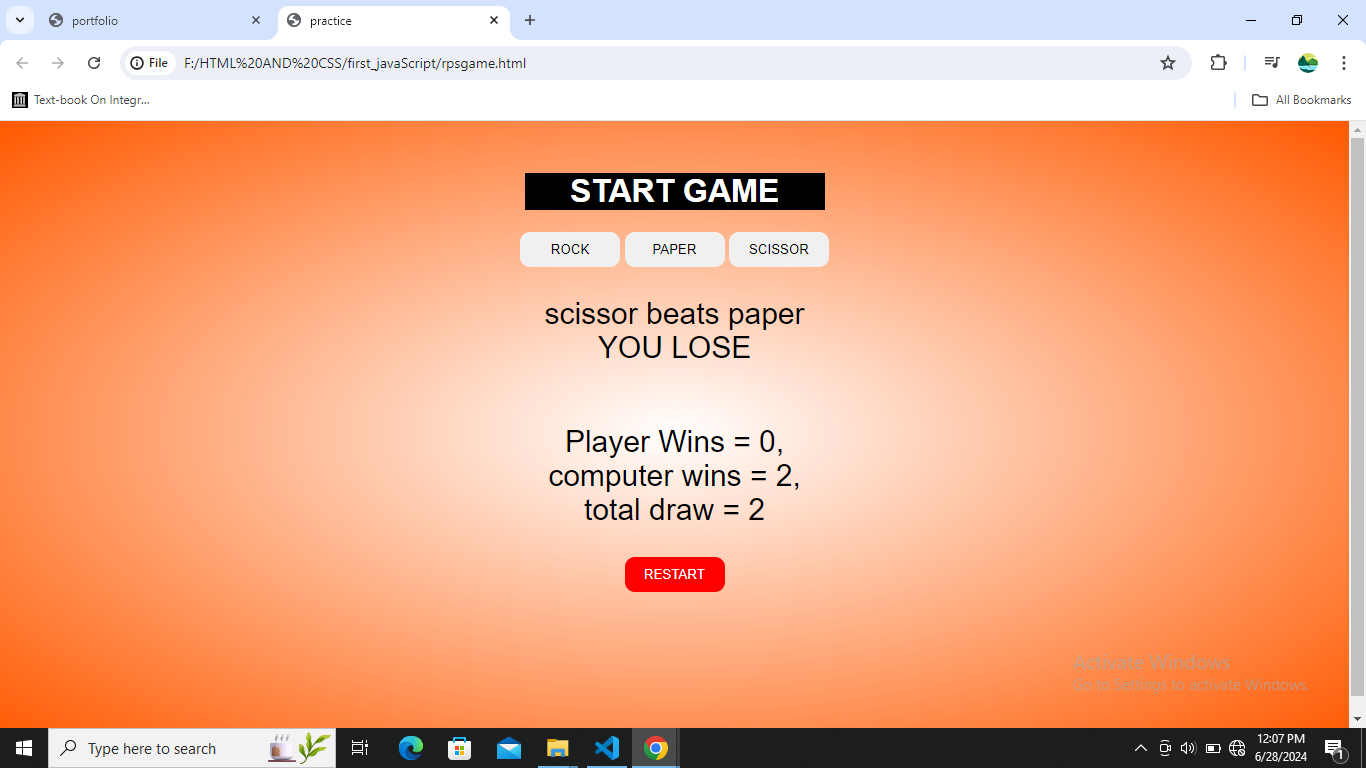 portfolio
practice
File
F:/HTML%20AND%20CSS/first_javaScript/rpsgame.html
Text-book On Integr...
All Bookmarks
START GAME
ROCK PAPER SCISSOR
scissor beats paper
YOU LOSE
Player Wins = 0,
computer wins = 2,
total draw = 2
RESTART
Activate Windows
Go to Settings to activate Windows.
Type here to search
12:07 PM
6/28/2024
1